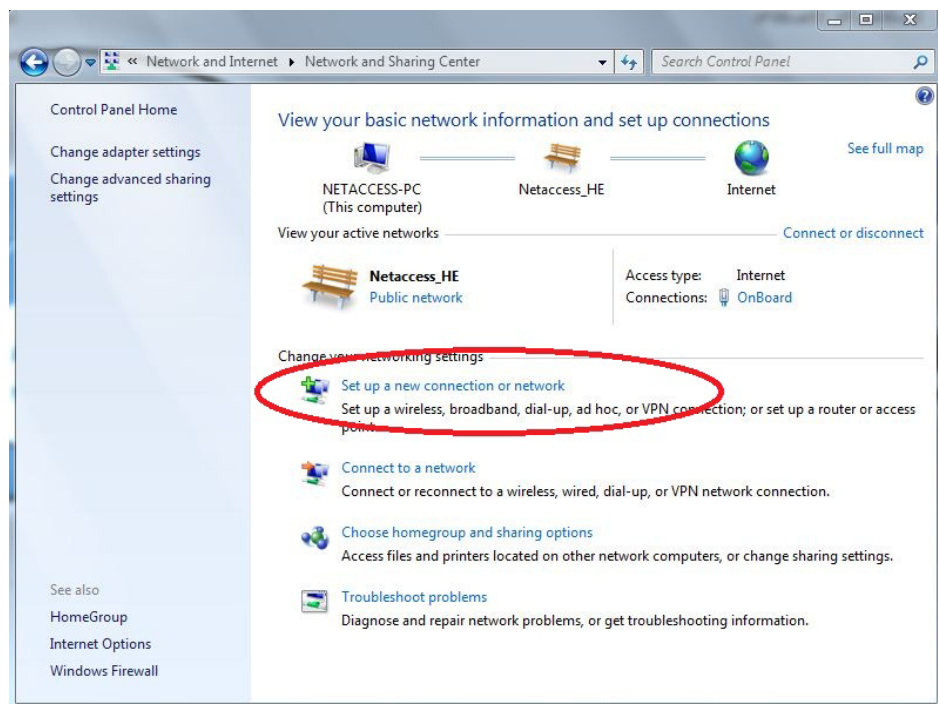 « Network and Internet ▸ Network and Sharing Center
Search Control Panel
Control Panel Home
Change adapter settings
Change advanced sharing
settings
See also
HomeGroup
Internet Options
Windows Firewall
View your basic network information and set up connections
See full map
NETACCESS-PC
(This computer)
Netaccess_HE
Internet
View your active networks
Connect or disconnect
Netaccess_HE
Public network
Access type: Internet
Connections: OnBoard
Change your networking settings
Set up a new connection or network
Set up a wireless, broadband, dial-up, ad hoc, or VPN connection; or set up a router or access
point.
Connect to a network
Connect or reconnect to a wireless, wired, dial-up, or VPN network connection.
Choose homegroup and sharing options
Access files and printers located on other network computers, or change sharing settings.
Troubleshoot problems
Diagnose and repair network problems, or get troubleshooting information.